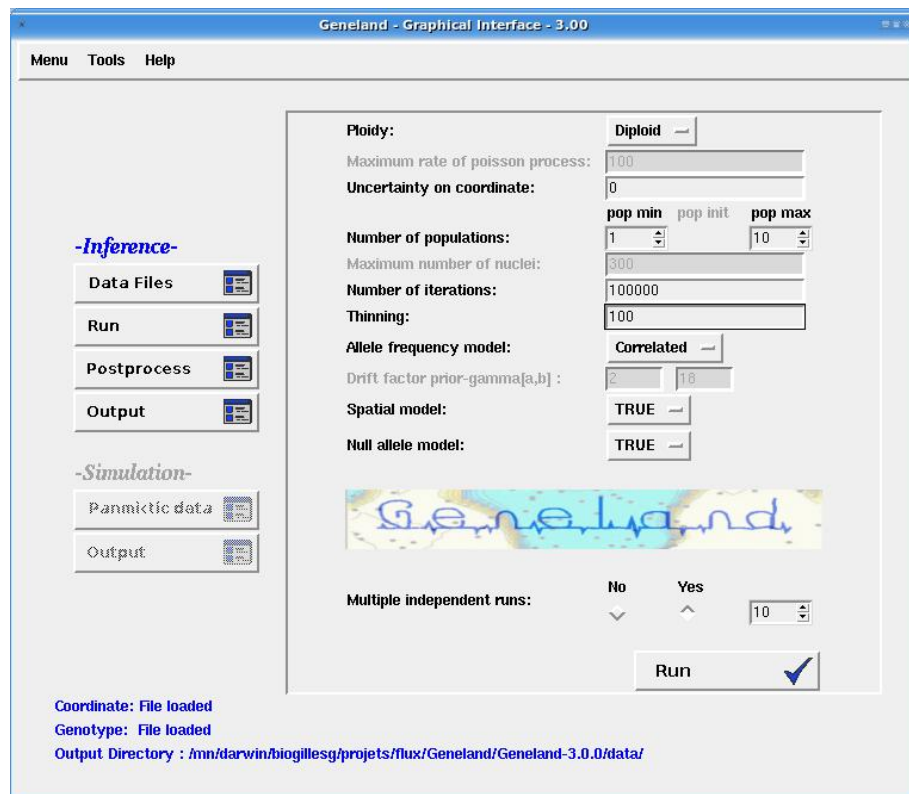 Geneland - Graphical Interface - 3.00
Menu Tools Help
Ploidy: Diploid
Maximum rate of poisson process: 100
Uncertainty on coordinate: 0
pop min pop init pop max
Number of populations: 1 10
Maximum number of nuclei: 300
Number of iterations: 100000
Thinning: 100
Allele frequency model: Correlated
Drift factor prior-gamma[a,b] : 2 18
Spatial model: TRUE
Null allele model: TRUE
-Inference-
Data Files
Run
Postprocess
Output
-Simulation-
Panmictic data
Output
Geneland
No Yes
Multiple independent runs: 10
Run
Coordinate: File loaded
Genotype: File loaded
Output Directory : /mn/darwin/biogillesg/projets/flux/Geneland/Geneland-3.0.0/data/